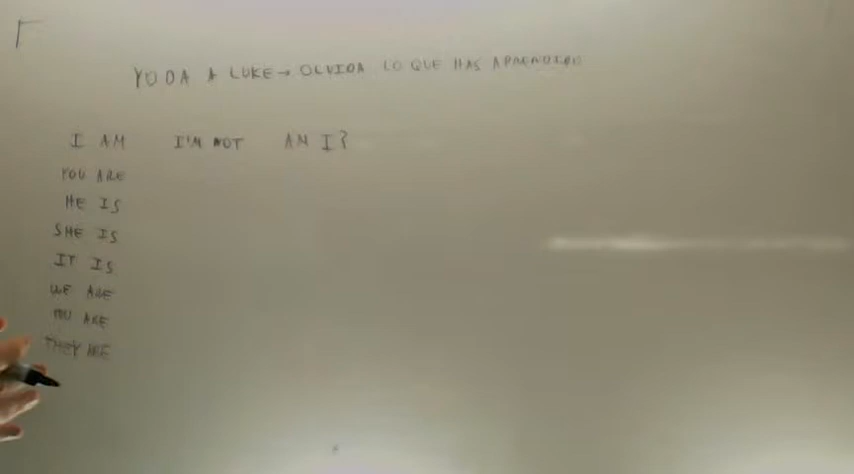 YODA A LUKE → OLVIDA LO QUE HAS APRENDIDO
I AM I'M NOT AM I?
YOU ARE
HE IS
SHE IS
IT IS
WE ARE
YOU ARE
THEY ARE